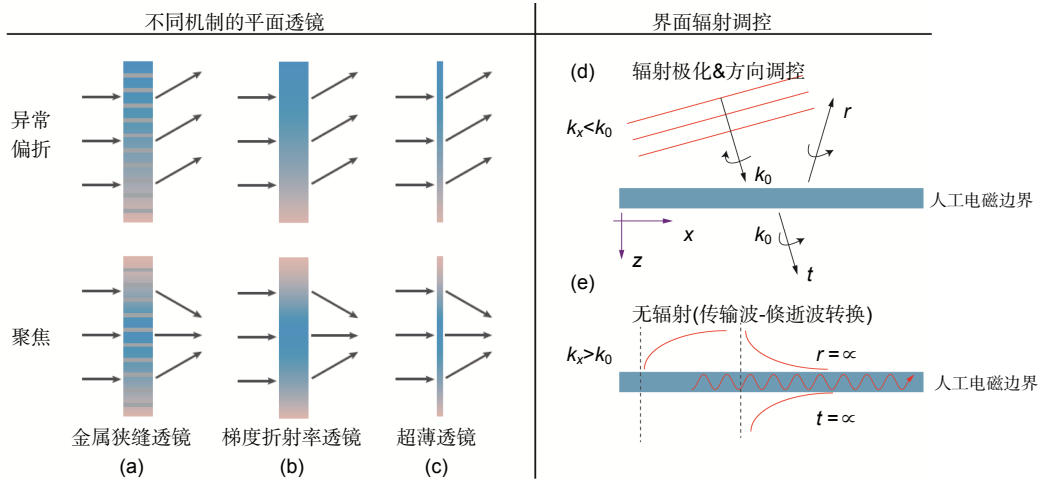 不同机制的平面透镜
异常
偏折
聚焦
金属狭缝透镜
(a)
梯度折射率透镜
(b)
超薄透镜
(c)
界面辐射调控
(d)
辐射极化&方向调控
kx<k0
r
k0
人工电磁边界
x
z
k0
t
(e)
无辐射(传输波-倏逝波转换)
kx>k0
r=∝
人工电磁边界
t=∝